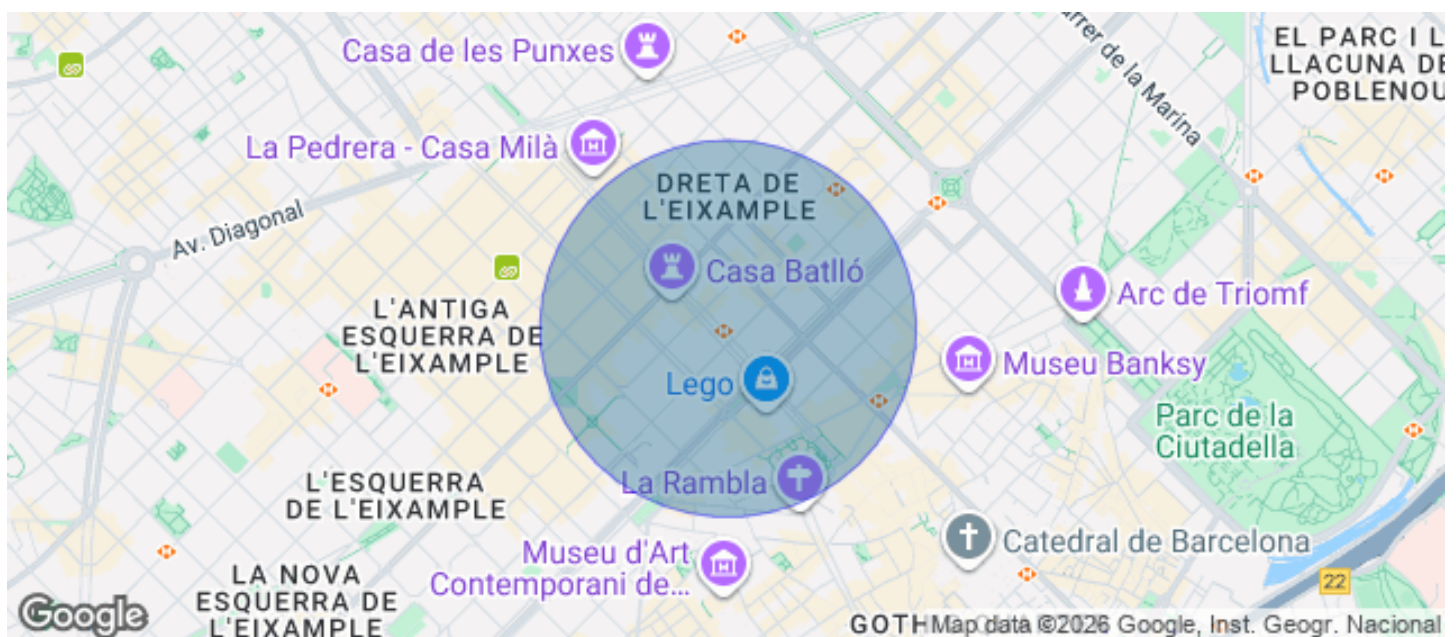 Casa de les Punxes
La Pedrera - Casa Milà
Av. Diagonal
DRETA DE
L'EIXAMPLE
Casa Batlló
L'ANTIGA
ESQUERRA DE
L'EIXAMPLE
Lego
La Rambla
L'ESQUERRA
DE L'EIXAMPLE
LA NOVA
ESQUERRA DE
L'EIXAMPLE
Museu d'Art
Contemporani de...
rrer de la Marina
EL PARC I L
LLACUNA DE
POBLENOU
Arc de Triomf
Museu Banksy
Parc de la
Ciutadella
Catedral de Barcelona
22
Google
GOTH
Map data ©2026 Google, Inst. Geogr. Nacional